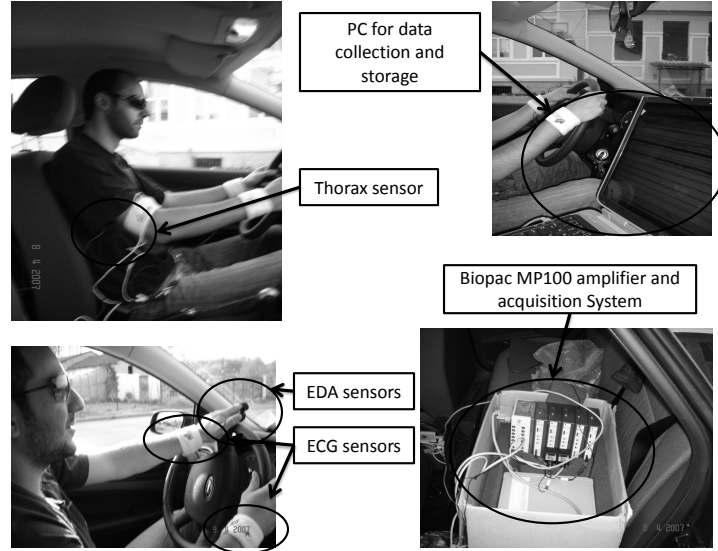 PC for data
collection and
storage
Thorax sensor
8 4 2007
Biopac MP100 amplifier and
acquisition System
EDA sensors
ECG sensors
9 4 2007
8 4 2007